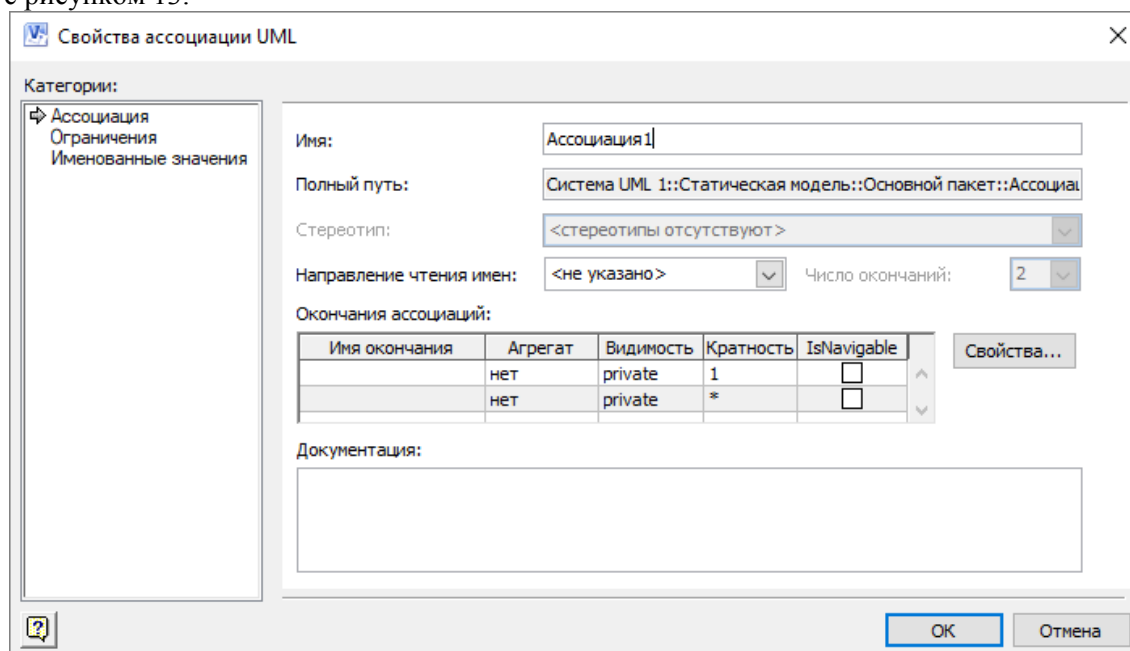 с рисунком 13.
Свойства ассоциации UML
Категории:
Ассоциация
Ограничения
Именованные значения
Имя: Ассоциация1
Полный путь: Система UML 1::Статическая модель::Основной пакет::Ассоциац
Стереотип: <стереотипы отсутствуют>
Направление чтения имен: <не указано> Число окончаний: 2
Окончания ассоциаций:
Имя окончания Агрегат Видимость Кратность IsNavigable Свойства...
нет private 1
нет private *
Документация:
OK Отмена